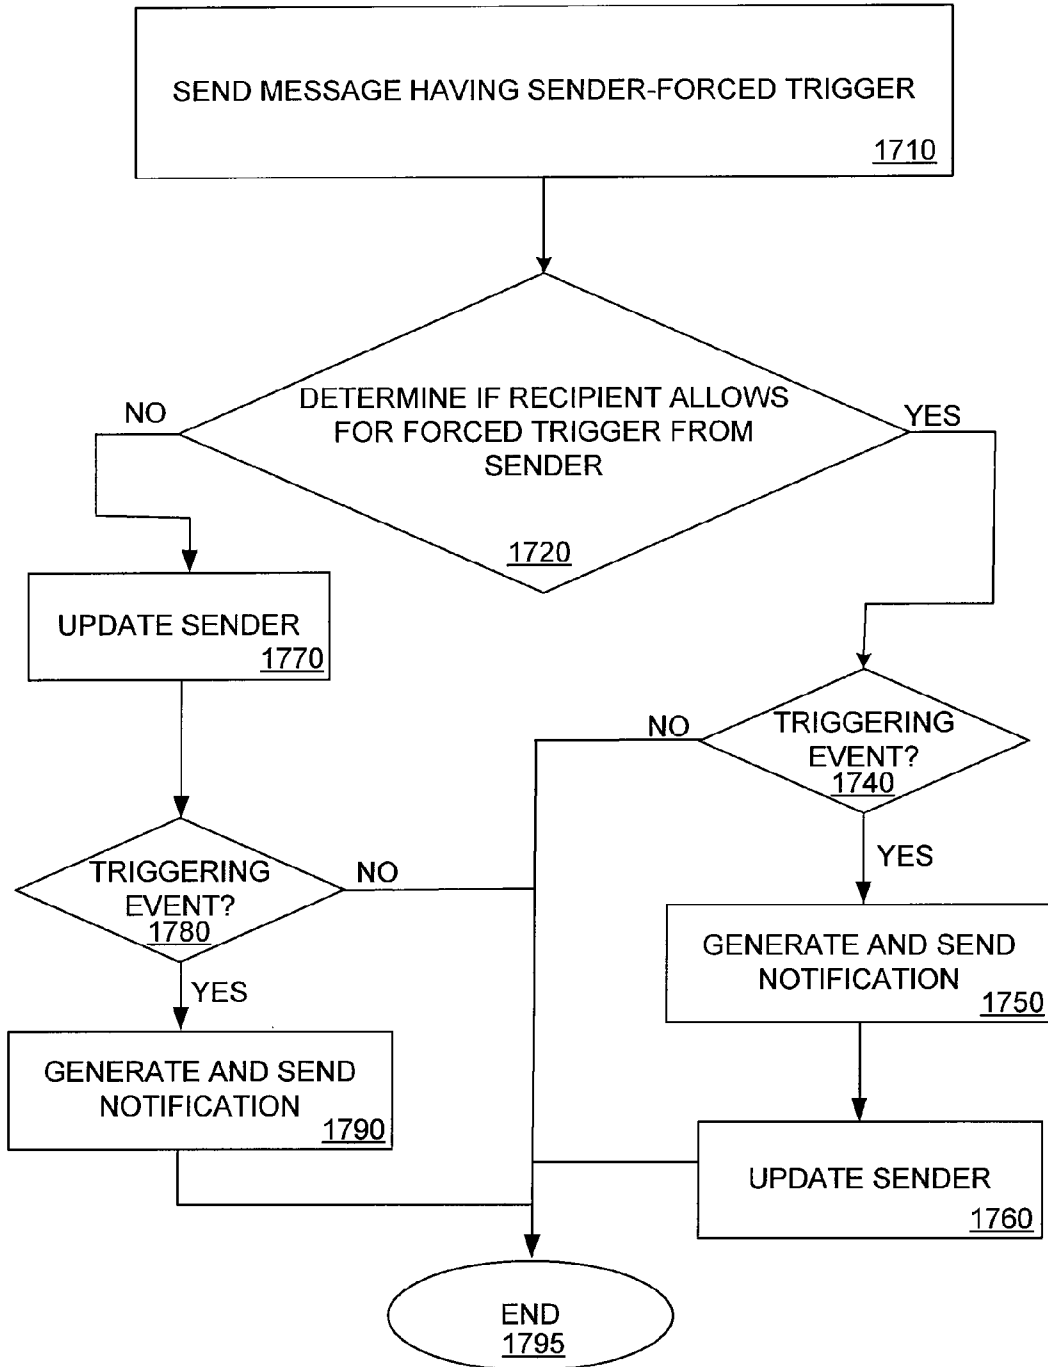 SEND MESSAGE HAVING SENDER-FORCED TRIGGER
1710
DETERMINE IF RECIPIENT ALLOWS
FOR FORCED TRIGGER FROM
SENDER
1720
NO
YES
UPDATE SENDER
1770
TRIGGERING
EVENT?
1740
NO
YES
TRIGGERING
EVENT?
1780
NO
YES
GENERATE AND SEND
NOTIFICATION
1750
GENERATE AND SEND
NOTIFICATION
1790
UPDATE SENDER
1760
END
1795